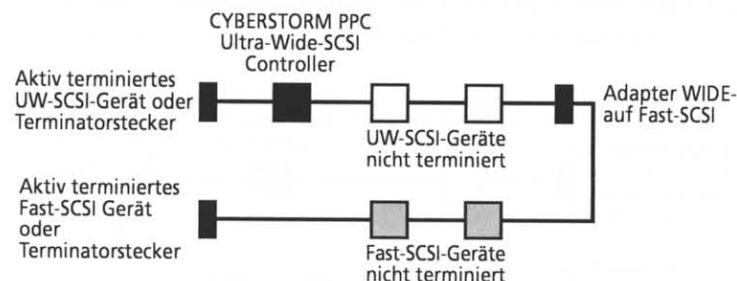 CYBERSTORM PPC
Ultra-Wide-SCSI
Controller
Aktiv terminiertes
UW-SCSI-Gerät oder
Terminatorstecker
Adapter WIDE-
auf Fast-SCSI
UW-SCSI-Geräte
nicht terminiert
Aktiv terminiertes
Fast-SCSI Gerät
oder
Terminatorstecker
Fast-SCSI-Geräte
nicht terminiert